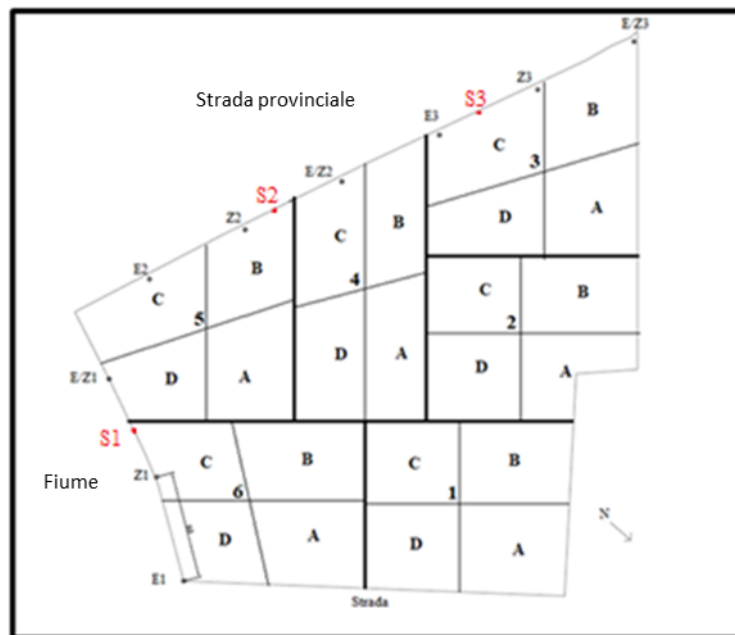 E/Z3
Strada provinciale
Z3
S3
B
E3
C
3
E/Z2
S2
B
A
D
Z2
C
B
E2
4
C
C
B
5
2
D
A
E/Z1
D
A
D
A
S1
C
B
C
B
Fiume
Z1
6
1
N
D
A
D
A
E1
Strada